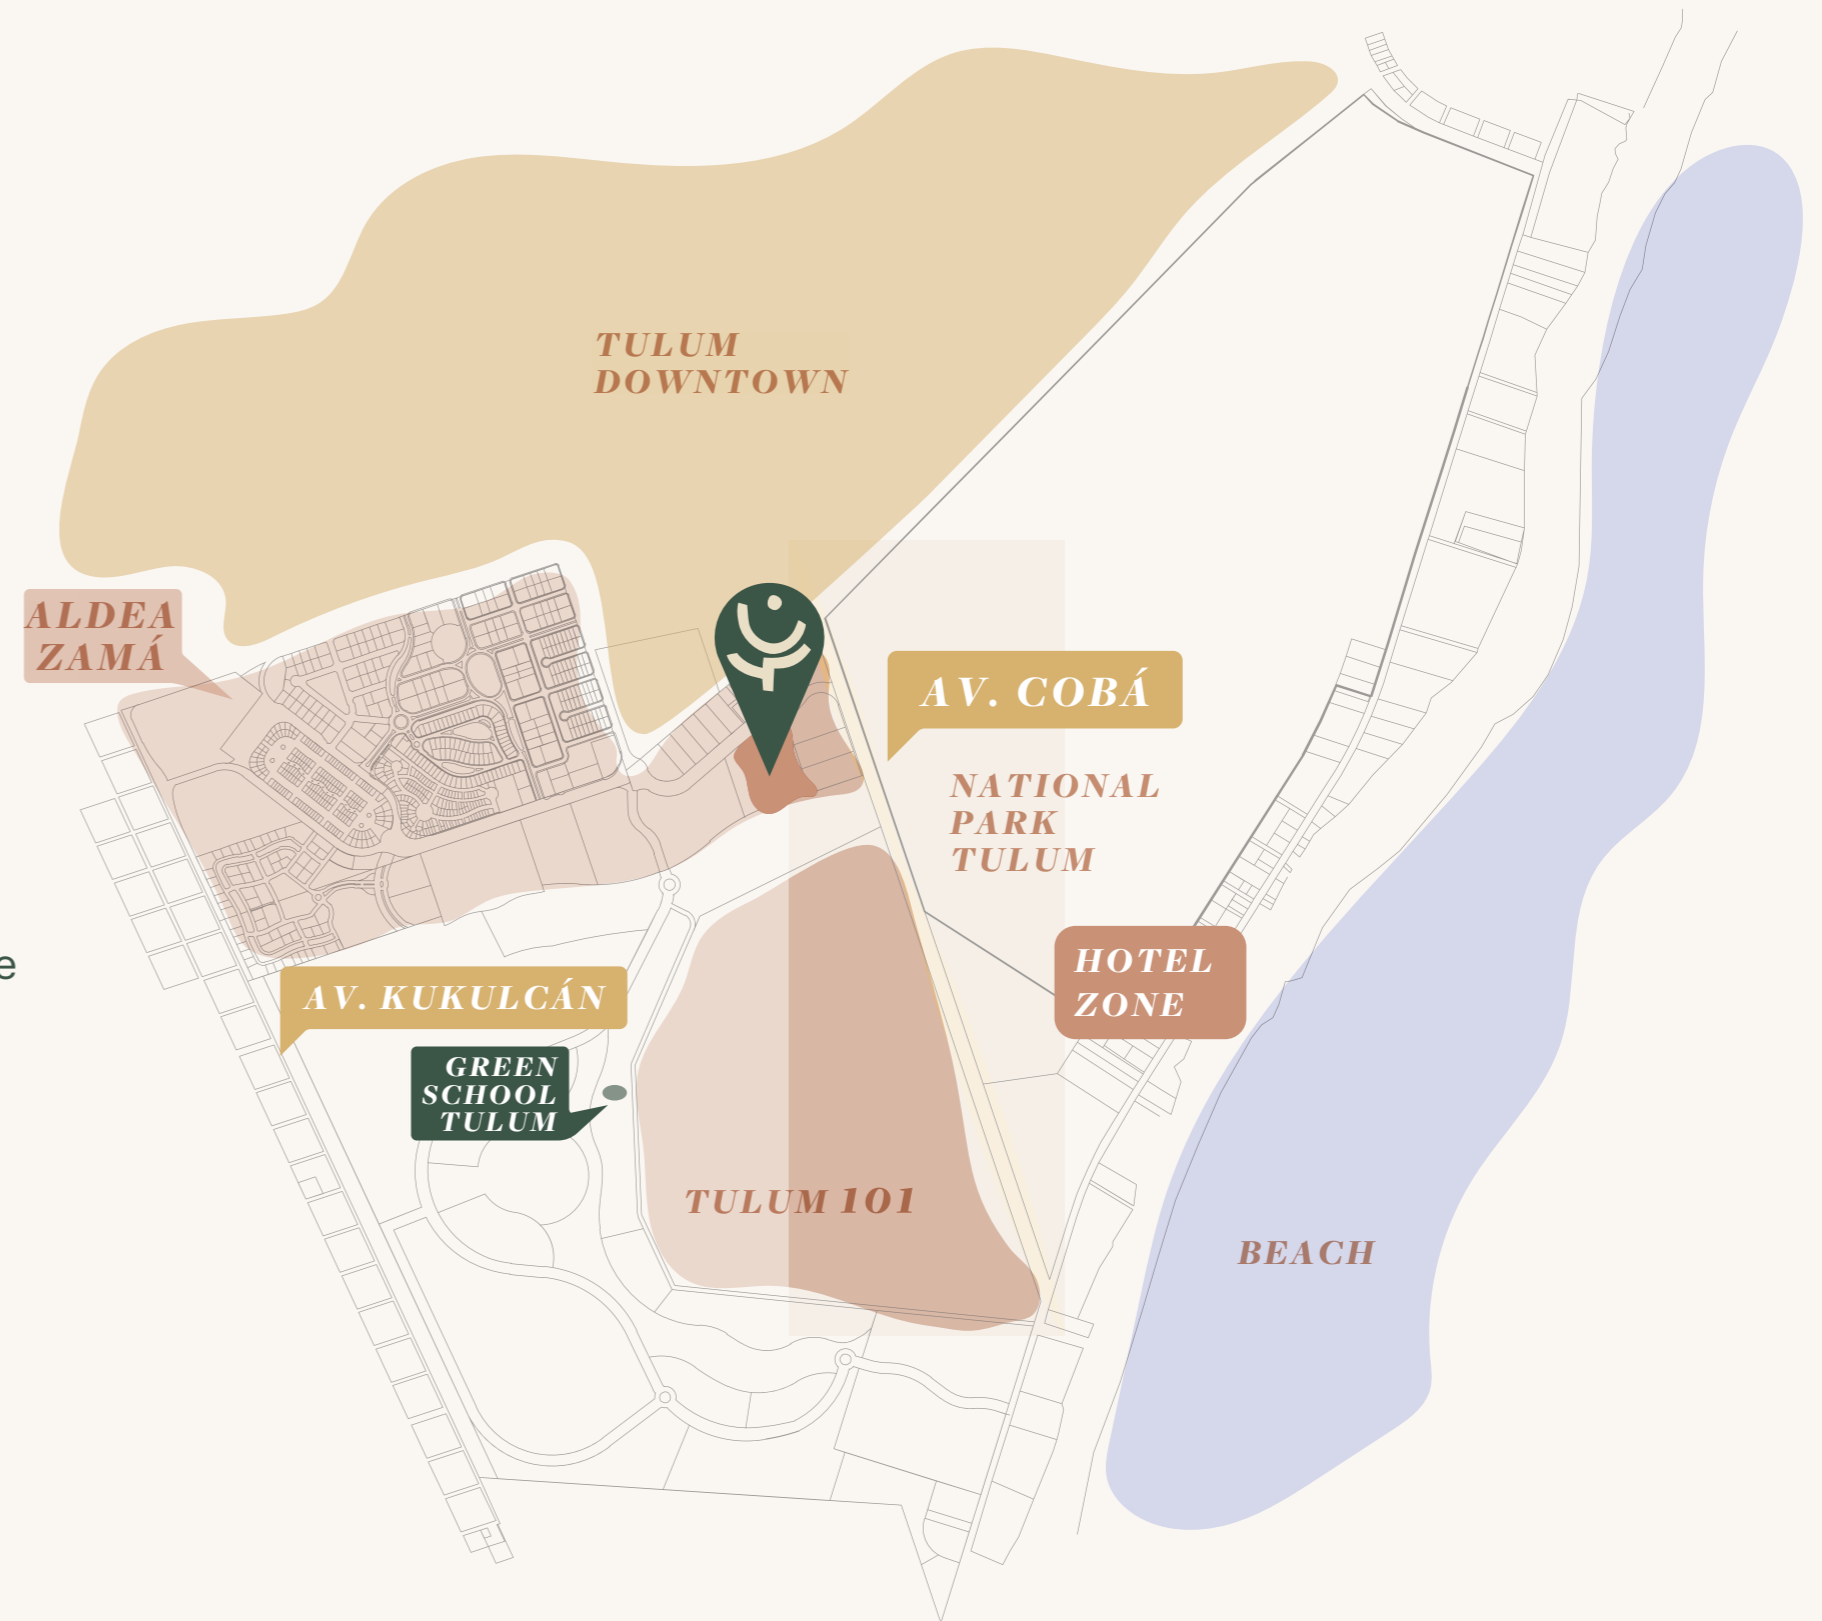 TULUM
DOWNTOWN
ALDEA
ZAMÁ
AV. COBÁ
NATIONAL
PARK
TULUM
HOTEL
ZONE
e
AV. KUKULCÁN
GREEN
SCHOOL
TULUM
TULUM 101
BEACH